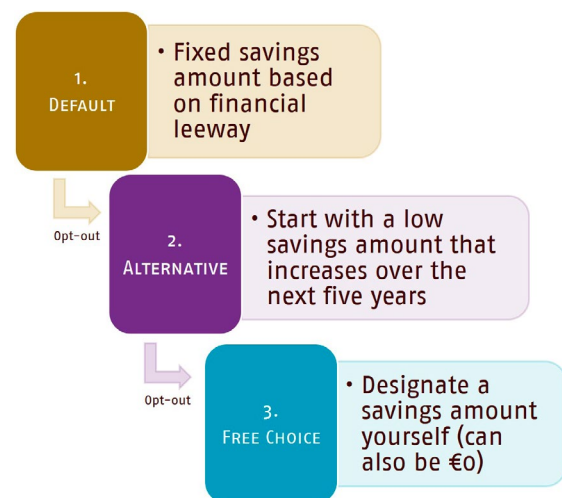 1.
DEFAULT
• Fixed savings
amount based
on financial
leeway
Opt-out
2.
ALTERNATIVE
• Start with a low
savings amount that
increases over the
next five years
Opt-out
3.
FREE CHOICE
• Designate a
savings amount
yourself (can
also be €0)